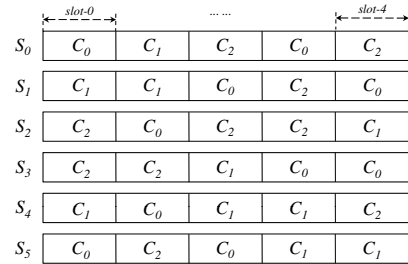 slot-0 ... ... slot-4
S0 C0 C1 C2 C0 C2
S1 C1 C1 C0 C2 C0
S2 C2 C0 C2 C2 C1
S3 C2 C2 C1 C0 C0
S4 C1 C0 C1 C1 C2
S5 C0 C2 C0 C1 C1